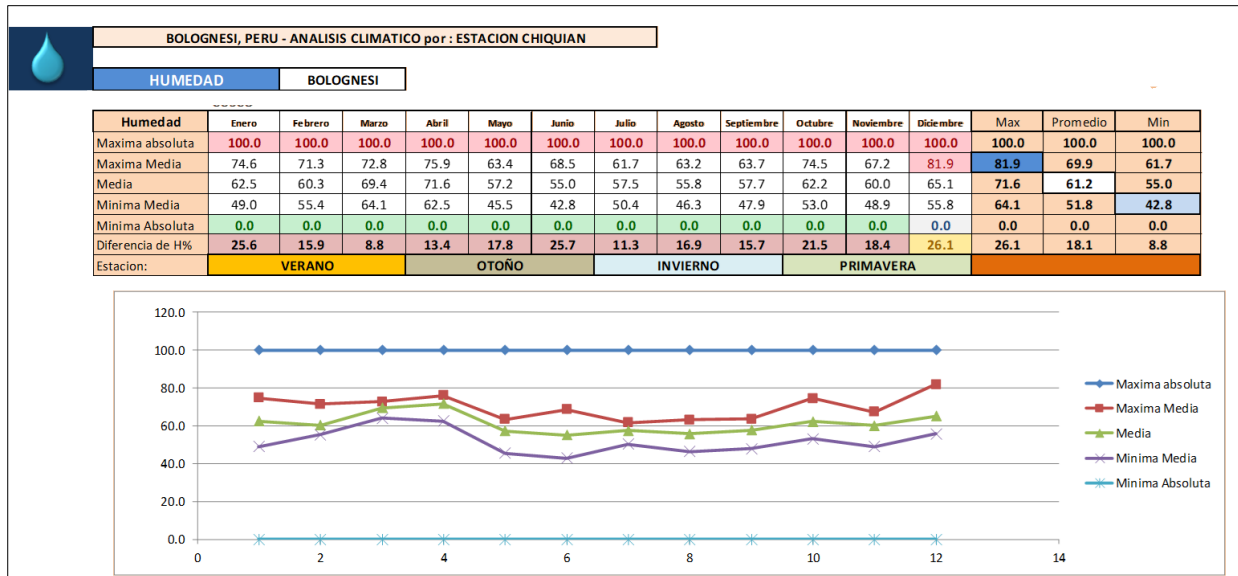 BOLOGNESI, PERU - ANALISIS CLIMATICO por : ESTACION CHIQUIAN
HUMEDAD BOLOGNESI
Humedad Enero Febrero Marzo Abril Mayo Junio Julio Agosto Septiembre Octubre Noviembre Diciembre Max Promedio Min
Maxima absoluta 100.0 100.0 100.0 100.0 100.0 100.0 100.0 100.0 100.0 100.0 100.0 100.0 100.0 100.0 100.0
Maxima Media 74.6 71.3 72.8 75.9 63.4 68.5 61.7 63.2 63.7 74.5 67.2 81.9 81.9 69.9 61.7
Media 62.5 60.3 69.4 71.6 57.2 55.0 57.5 55.8 57.7 62.2 60.0 65.1 71.6 61.2 55.0
Minima Media 49.0 55.4 64.1 62.5 45.5 42.8 50.4 46.3 47.9 53.0 48.9 55.8 64.1 51.8 42.8
Minima Absoluta 0.0 0.0 0.0 0.0 0.0 0.0 0.0 0.0 0.0 0.0 0.0 0.0 0.0 0.0 0.0
Diferencia de H% 25.6 15.9 8.8 13.4 17.8 25.7 11.3 16.9 15.7 21.5 18.4 26.1 26.1 18.1 8.8
Estacion: VERANO OTOÑO INVIERNO PRIMAVERA
120.0
100.0
80.0
60.0
40.0
20.0
0.0
0 2 4 6 8 10 12 14
Maxima absoluta
Maxima Media
Media
Minima Media
Minima Absoluta